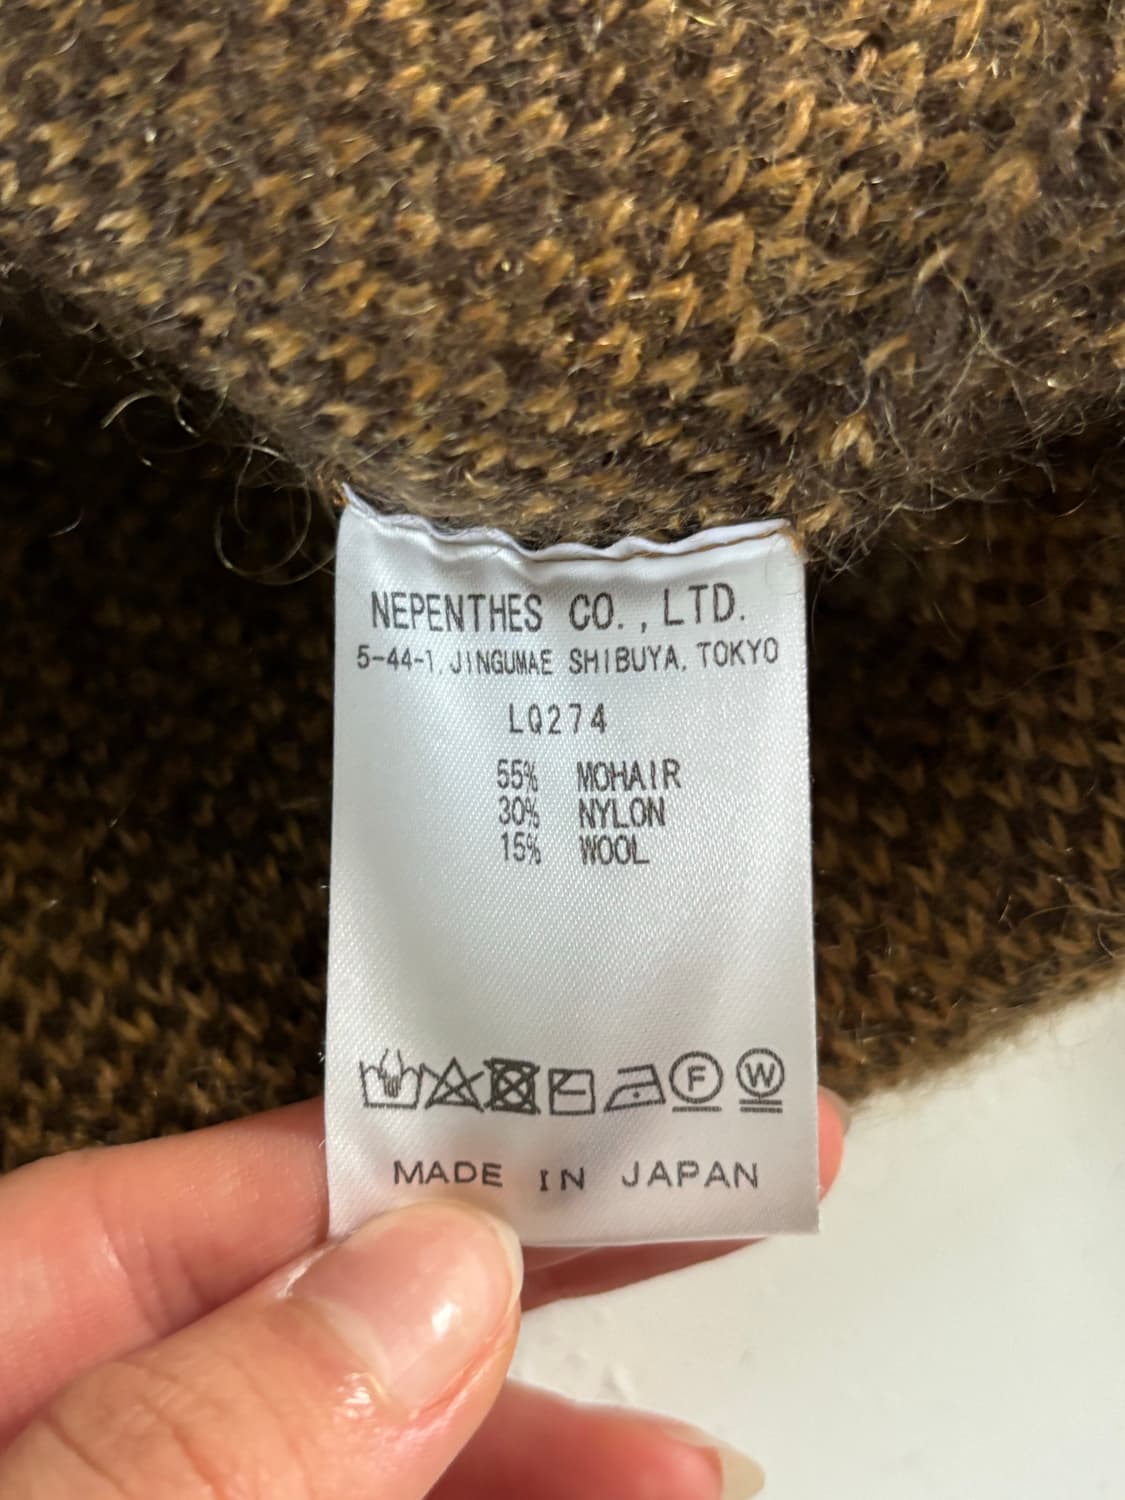 NEPENTHES CO., LTD.
5-44-1, JINGUMAE SHIBUYA, TOKYO
LQ274
55% MOHAIR
30% NYLON
15% WOOL
F W
MADE IN JAPAN